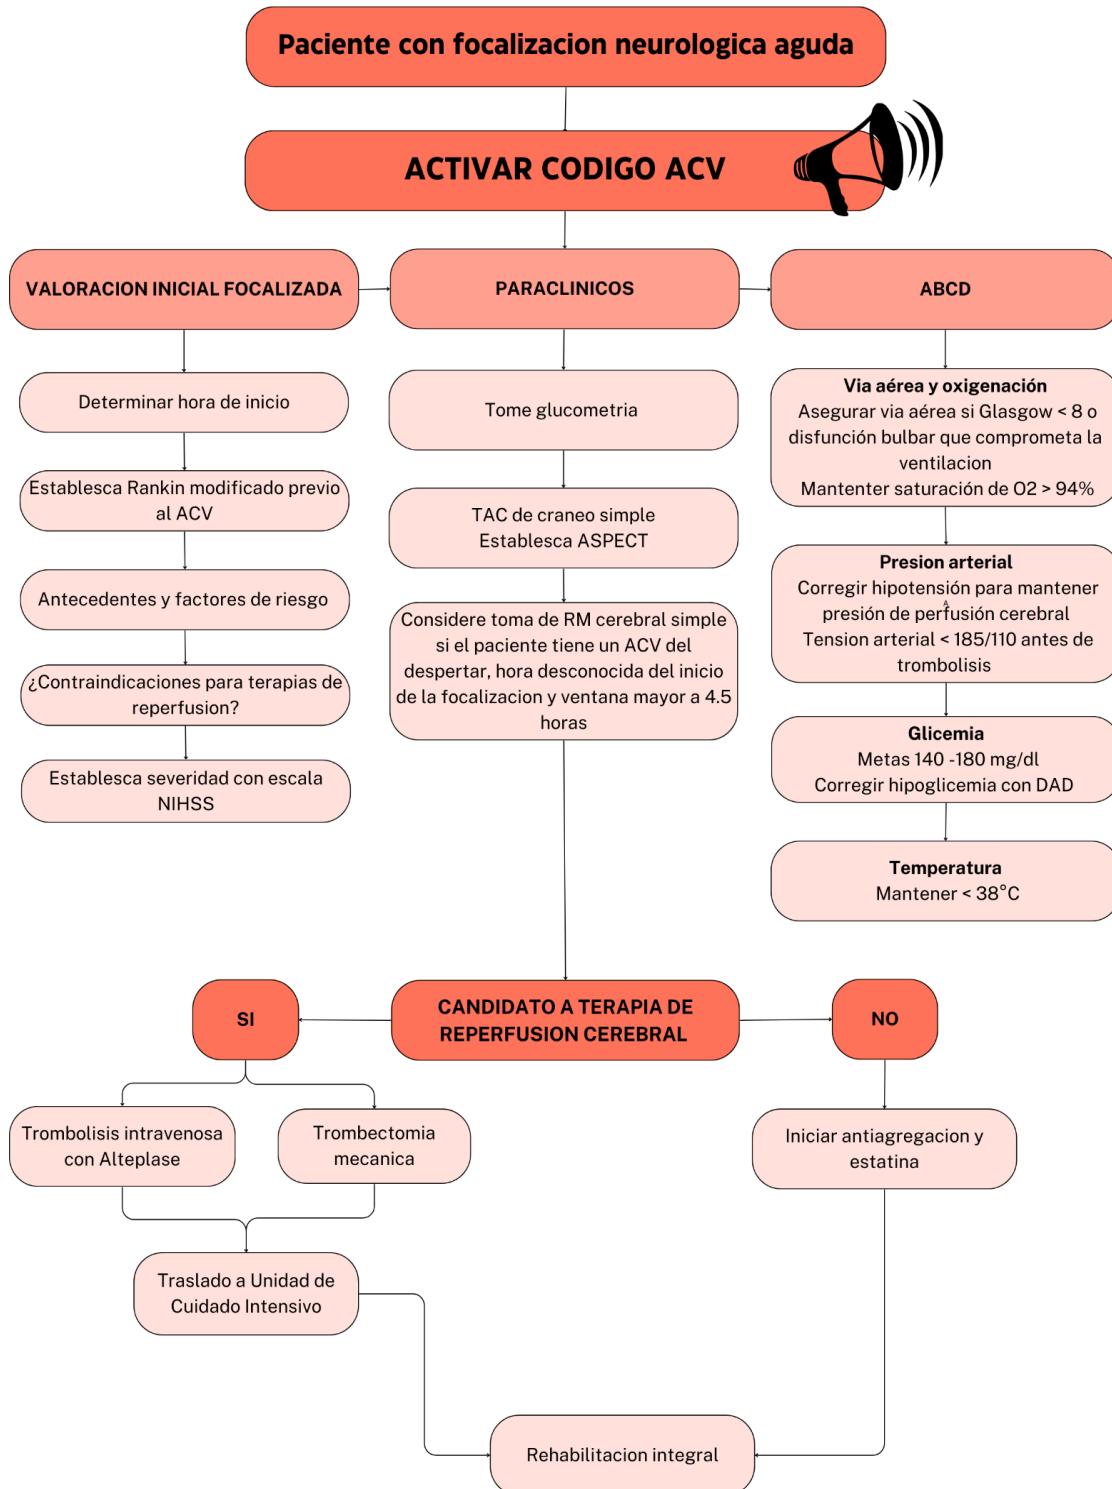 Paciente con focalizacion neurologica aguda
ACTIVAR CODIGO ACV
VALORACION INICIAL FOCALIZADA
Determinar hora de inicio
Establesca Rankin modificado previo
al ACV
Antecedentes y factores de riesgo
¿Contraindicaciones para terapias de
reperfusion?
Establesca severidad con escala
NIHSS
PARACLINICOS
Tome glucometria
TAC de craneo simple
Establesca ASPECT
Considere toma de RM cerebral simple
si el paciente tiene un ACV del
despertar, hora desconocida del inicio
de la focalizacion y ventana mayor a 4.5
horas
ABCD
Via aérea y oxigenación
Asegurar via aérea si Glasgow < 8 o
disfunción bulbar que comprometa la
ventilacion
Mantenter saturación de O2 > 94%
Presion arterial
Corregir hipotensión para mantener
presión de perfusión cerebral
Tension arterial < 185/110 antes de
trombolisis
Glicemia
Metas 140 -180 mg/dl
Corregir hipoglicemia con DAD
Temperatura
Mantener < 38°C
CANDIDATO A TERAPIA DE
REPERFUSION CEREBRAL
SI
NO
Trombolisis intravenosa
con Alteplase
Trombectomia
mecanica
Iniciar antiagregacion y
estatina
Traslado a Unidad de
Cuidado Intensivo
Rehabilitacion integral